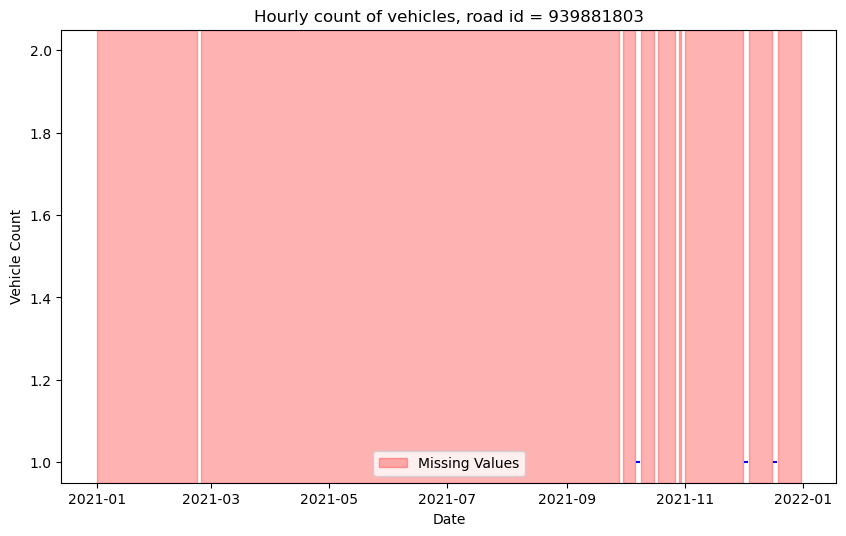 Hourly count of vehicles, road id = 939881803
Vehicle Count
2.0
1.8
1.6
1.4
1.2
1.0
Missing Values
2021-01 2021-03 2021-05 2021-07 2021-09 2021-11 2022-01
Date